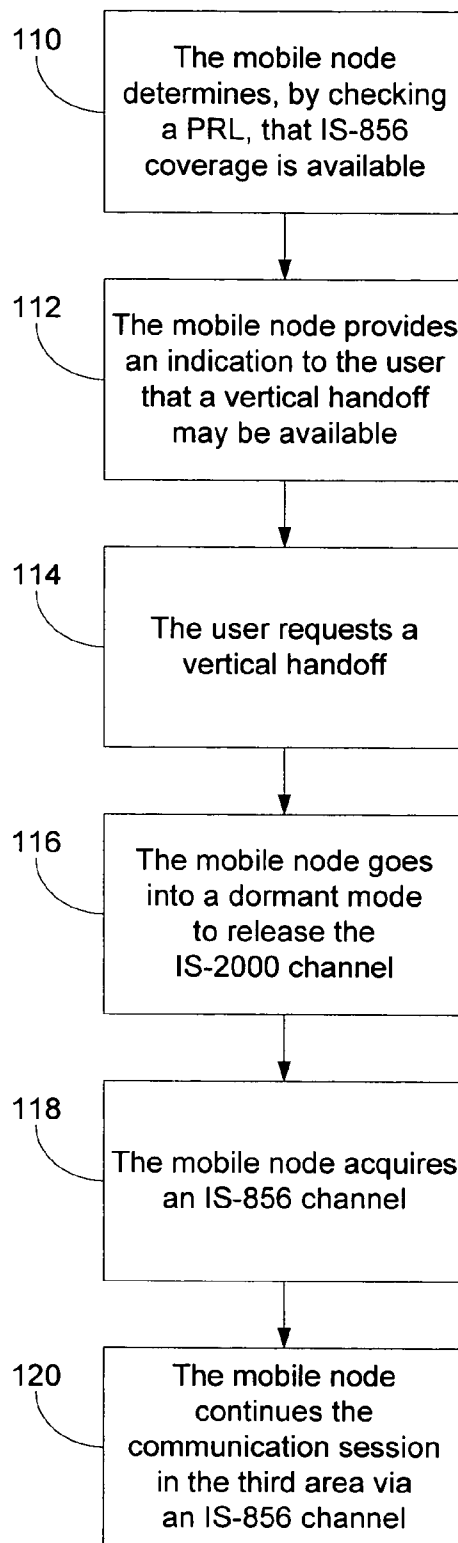 110
The mobile node
determines, by checking
a PRL, that IS-856
coverage is available
112
The mobile node provides
an indication to the user
that a vertical handoff
may be available
114
The user requests a
vertical handoff
116
The mobile node goes
into a dormant mode
to release the
IS-2000 channel
118
The mobile node acquires
an IS-856 channel
120
The mobile node
continues the
communication session
in the third area via
an IS-856 channel